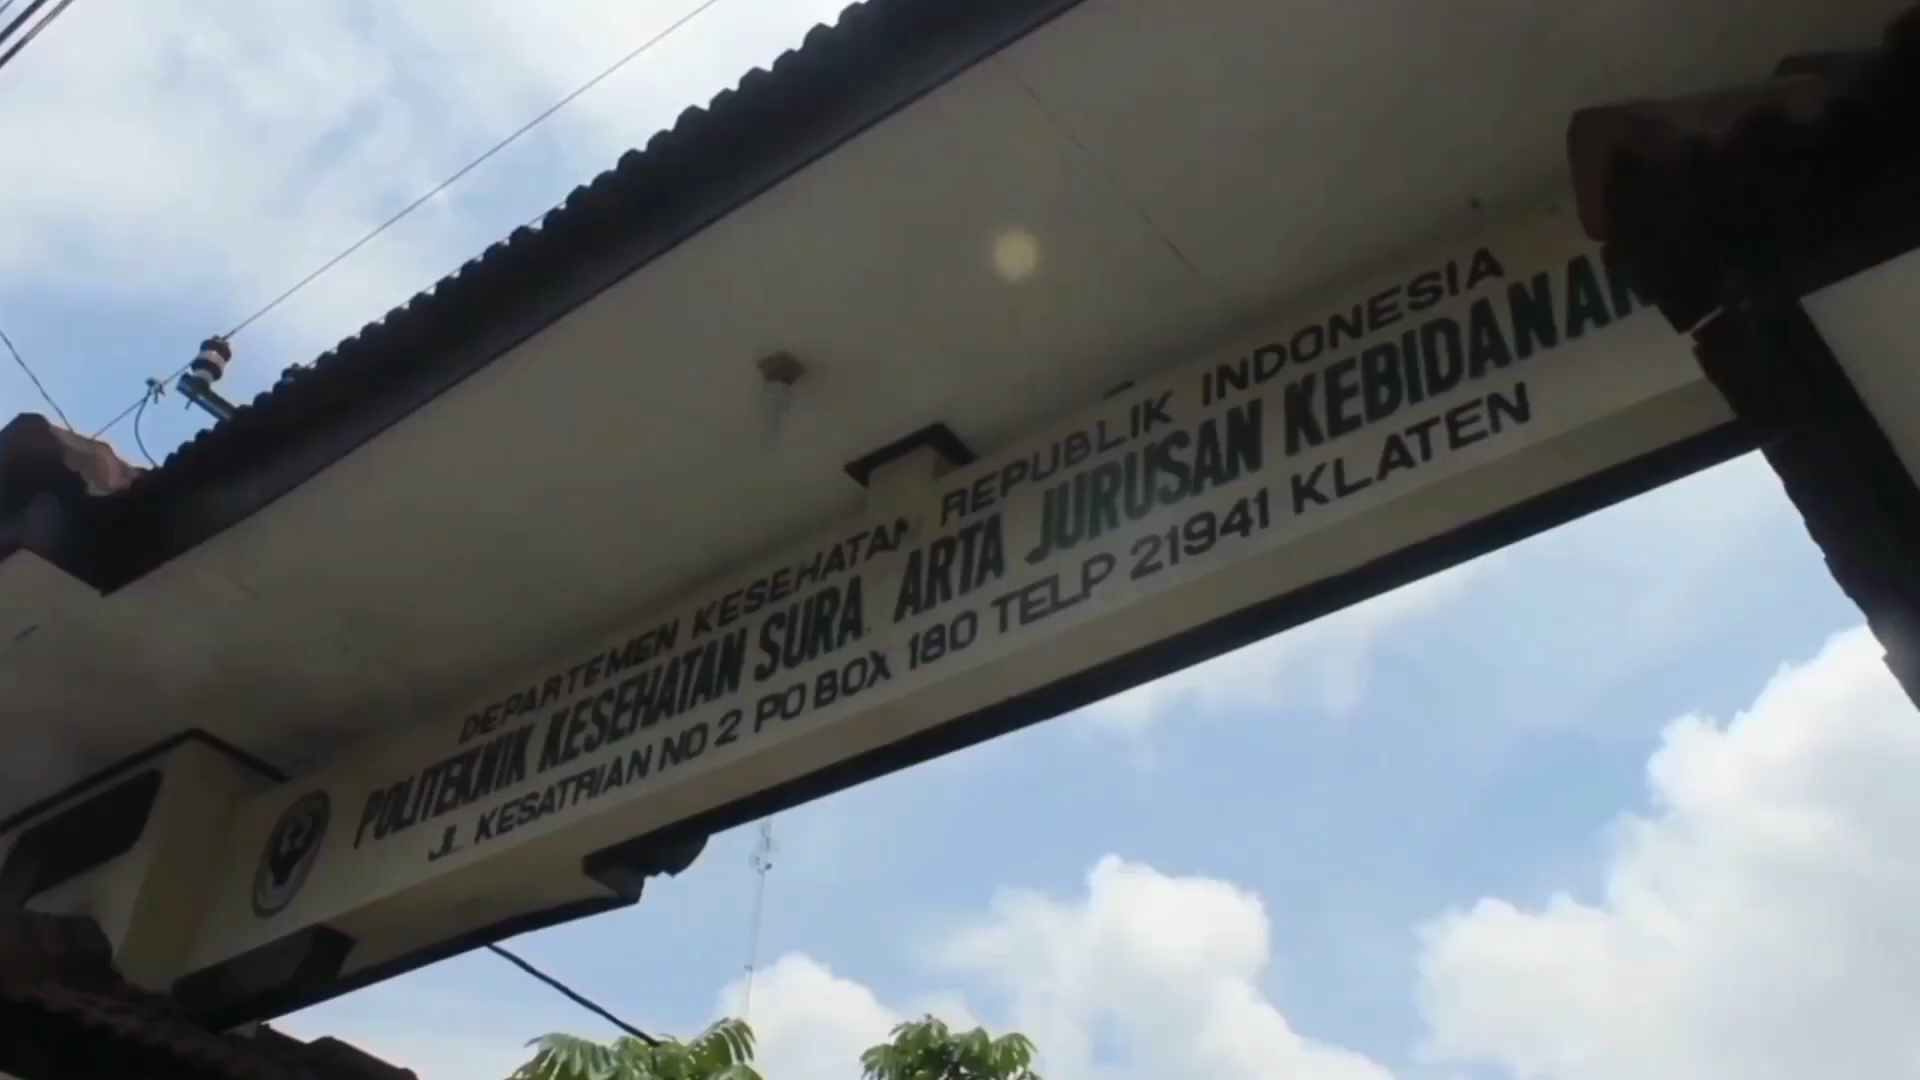 DEPARTEMEN KESEHATAN REPUBLIK INDONESIA
POLITEKNIK KESEHATAN SURA ARTA JURUSAN KEBIDANAN
JL. KESATRIAN NO 2 PO BOX 180 TELP 21941 KLATEN